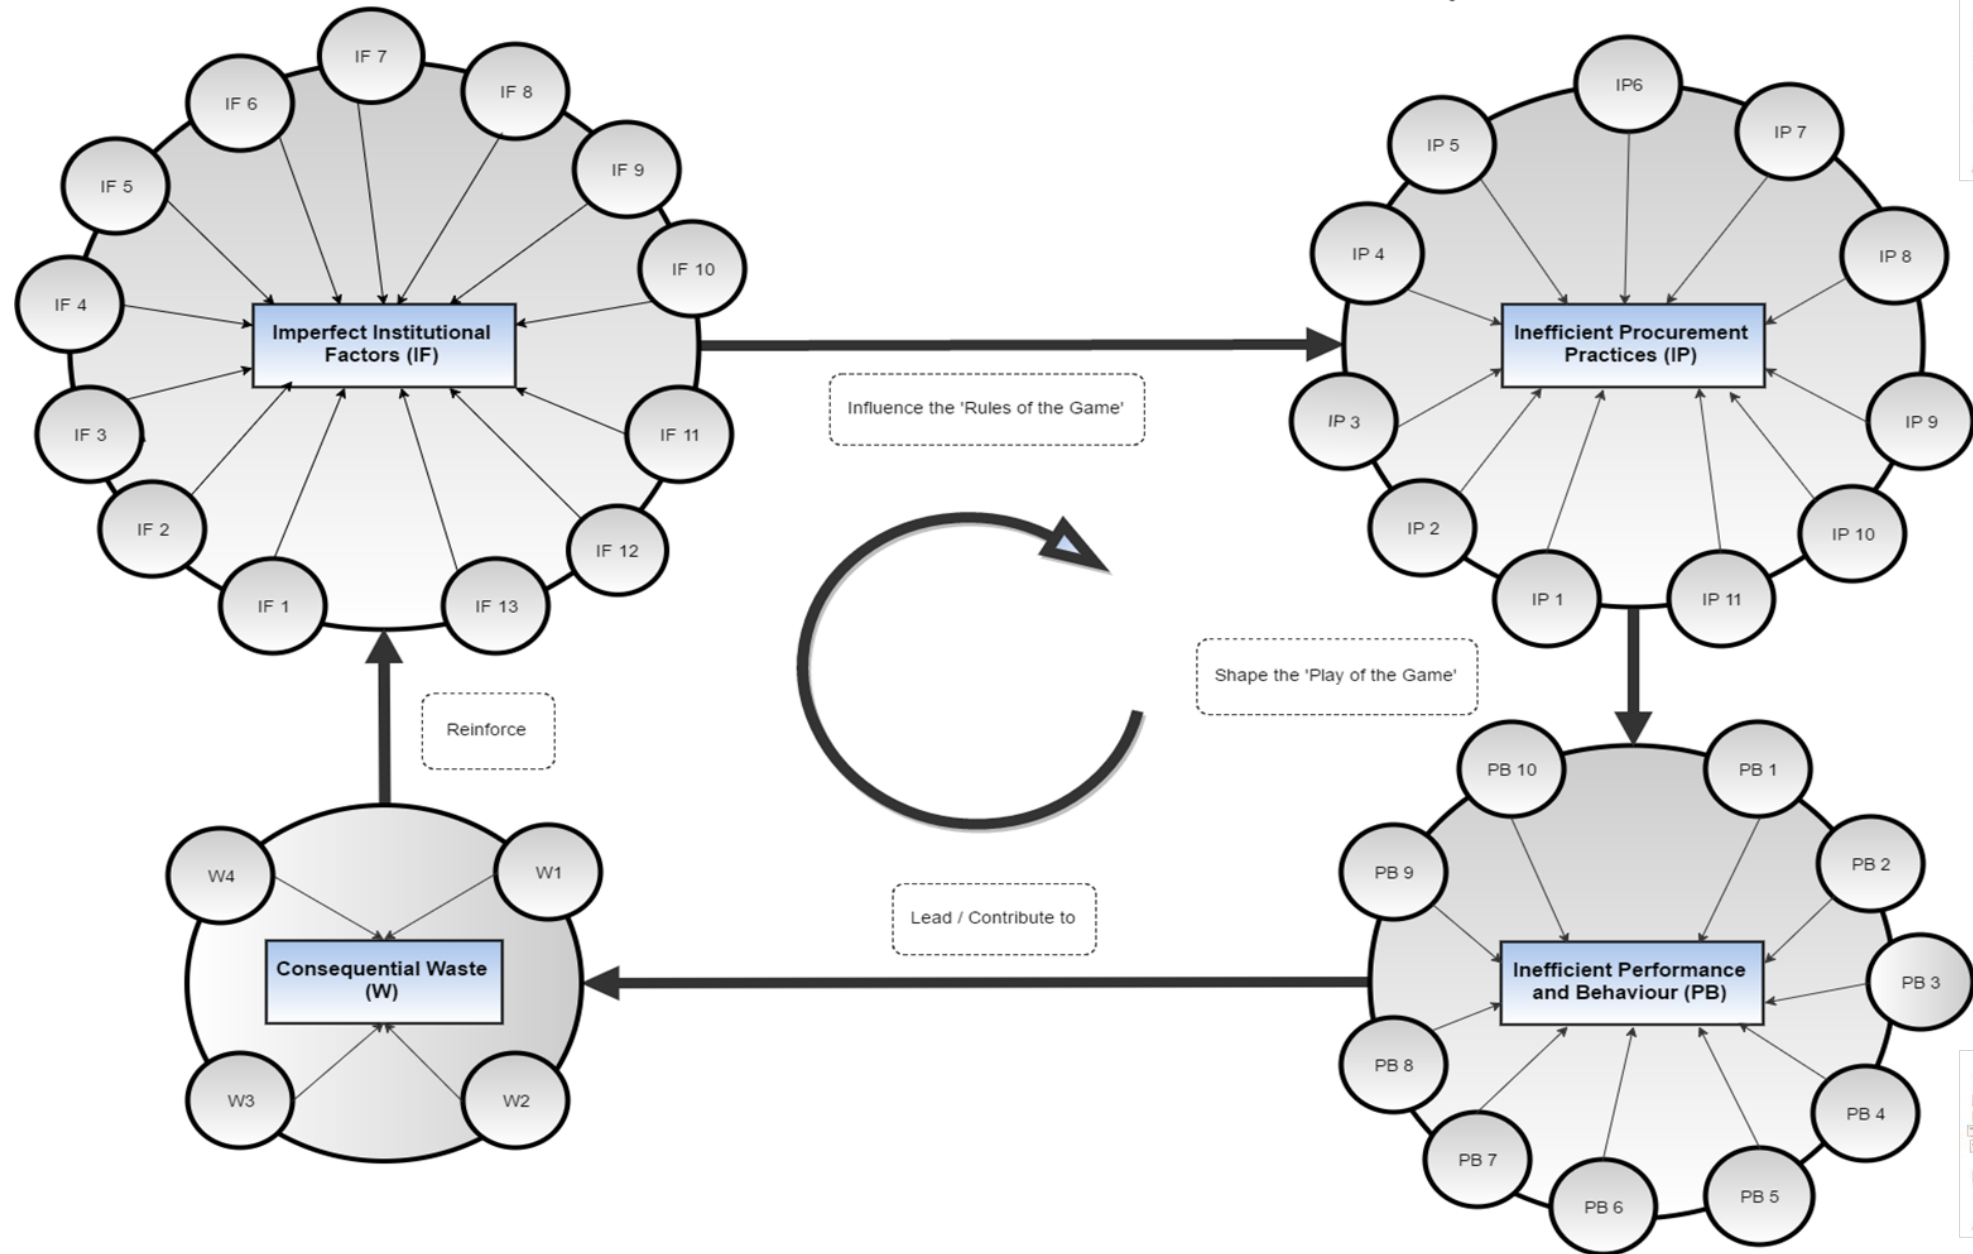 IF 7
IF 8
IF 6
IF 9
IF 5
IF 10
IF 4
Imperfect Institutional
Factors (IF)
IF 3
IF 11
IF 2
IF 12
IF 1
IF 13
Influence the 'Rules of the Game'
IP6
IP 7
IP 5
IP 4
IP 8
Inefficient Procurement
Practices (IP)
IP 3
IP 9
IP 2
IP 10
IP 1
IP 11
Shape the 'Play of the Game'
PB 10
PB 1
PB 9
PB 2
Inefficient Performance
and Behaviour (PB)
PB 3
PB 8
PB 4
PB 7
PB 5
PB 6
Lead / Contribute to
W4
W1
Consequential Waste
(W)
W3
W2
Reinforce